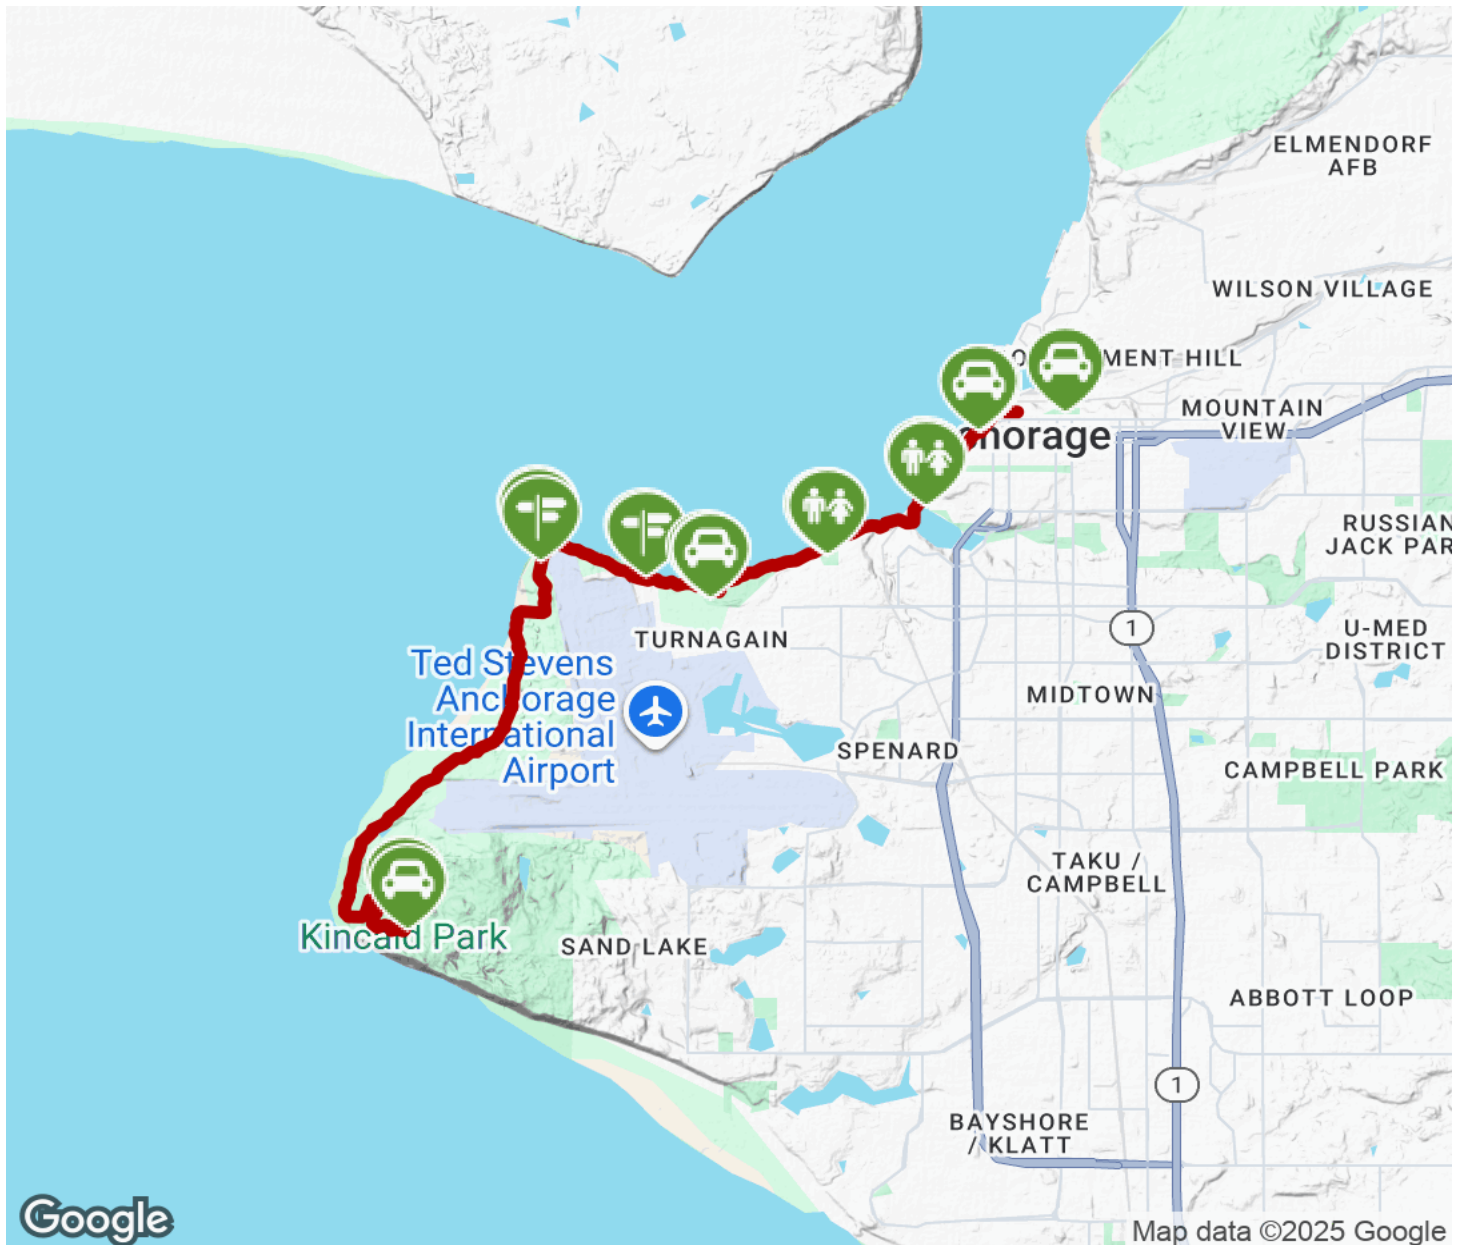 ELMENDORF
AFB
WILSON VILLAGE
MENT HILL
MOUNTAIN
VIEW
horage
RUSSIAN
JACK PAR
1
U-MED
DISTRICT
TURNAGAIN
Ted Stevens
Anchorage
International
Airport
MIDTOWN
SPENARD
CAMPBELL PARK
TAKU /
CAMPBELL
Kincaid Park
SAND LAKE
ABBOTT LOOP
1
BAYSHORE
/ KLATT
Google
Map data ©2025 Google